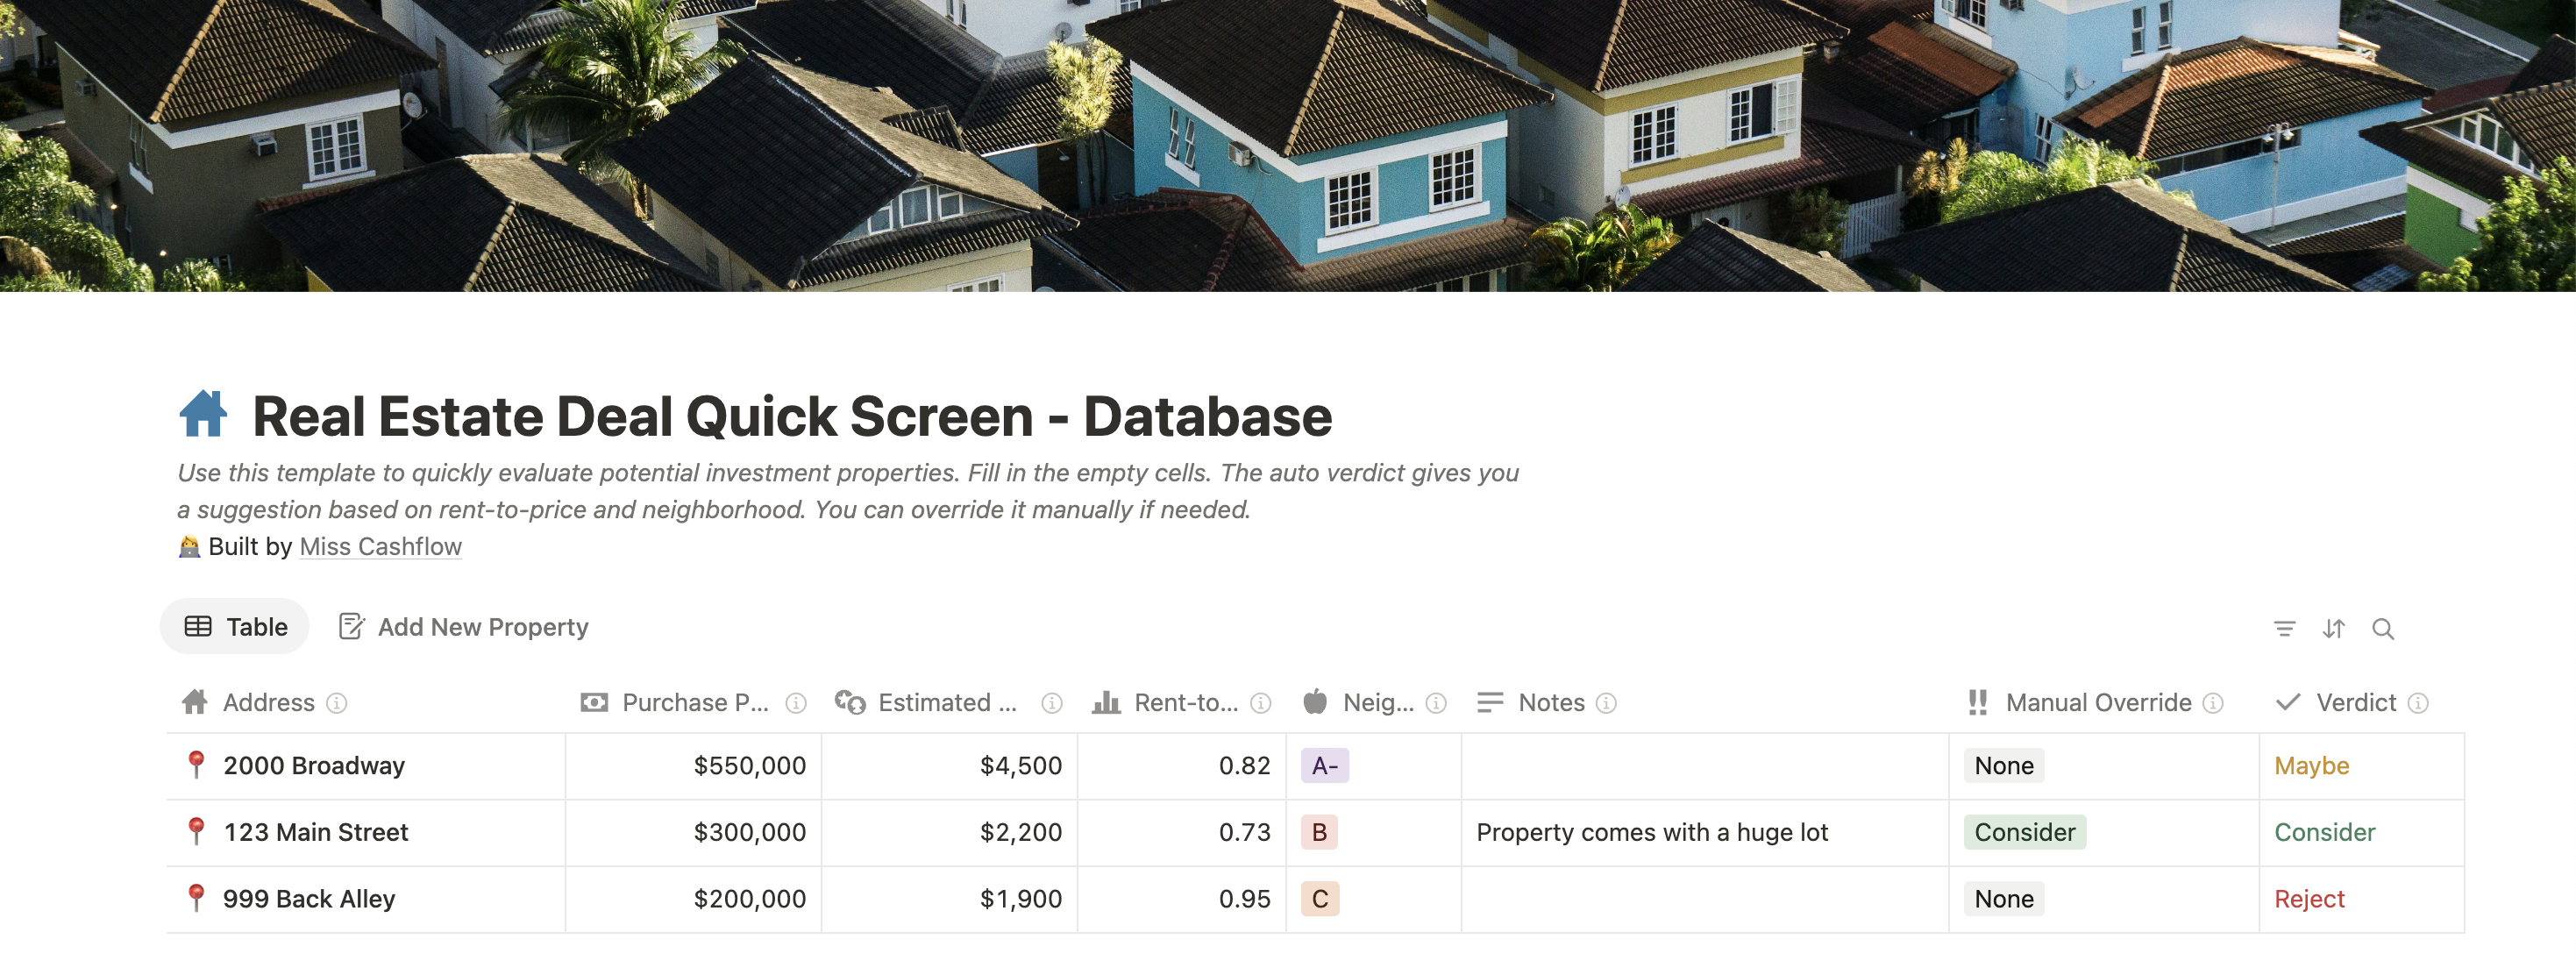 Real Estate Deal Quick Screen - Database
Use this template to quickly evaluate potential investment properties. Fill in the empty cells. The auto verdict gives you
a suggestion based on rent-to-price and neighborhood. You can override it manually if needed.
Built by Miss Cashflow
Table Add New Property
Address Purchase P... Estimated ... Rent-to... Neig... Notes Manual Override Verdict
2000 Broadway $550,000 $4,500 0.82 A- None Maybe
123 Main Street $300,000 $2,200 0.73 B Property comes with a huge lot Consider Consider
999 Back Alley $200,000 $1,900 0.95 C None Reject